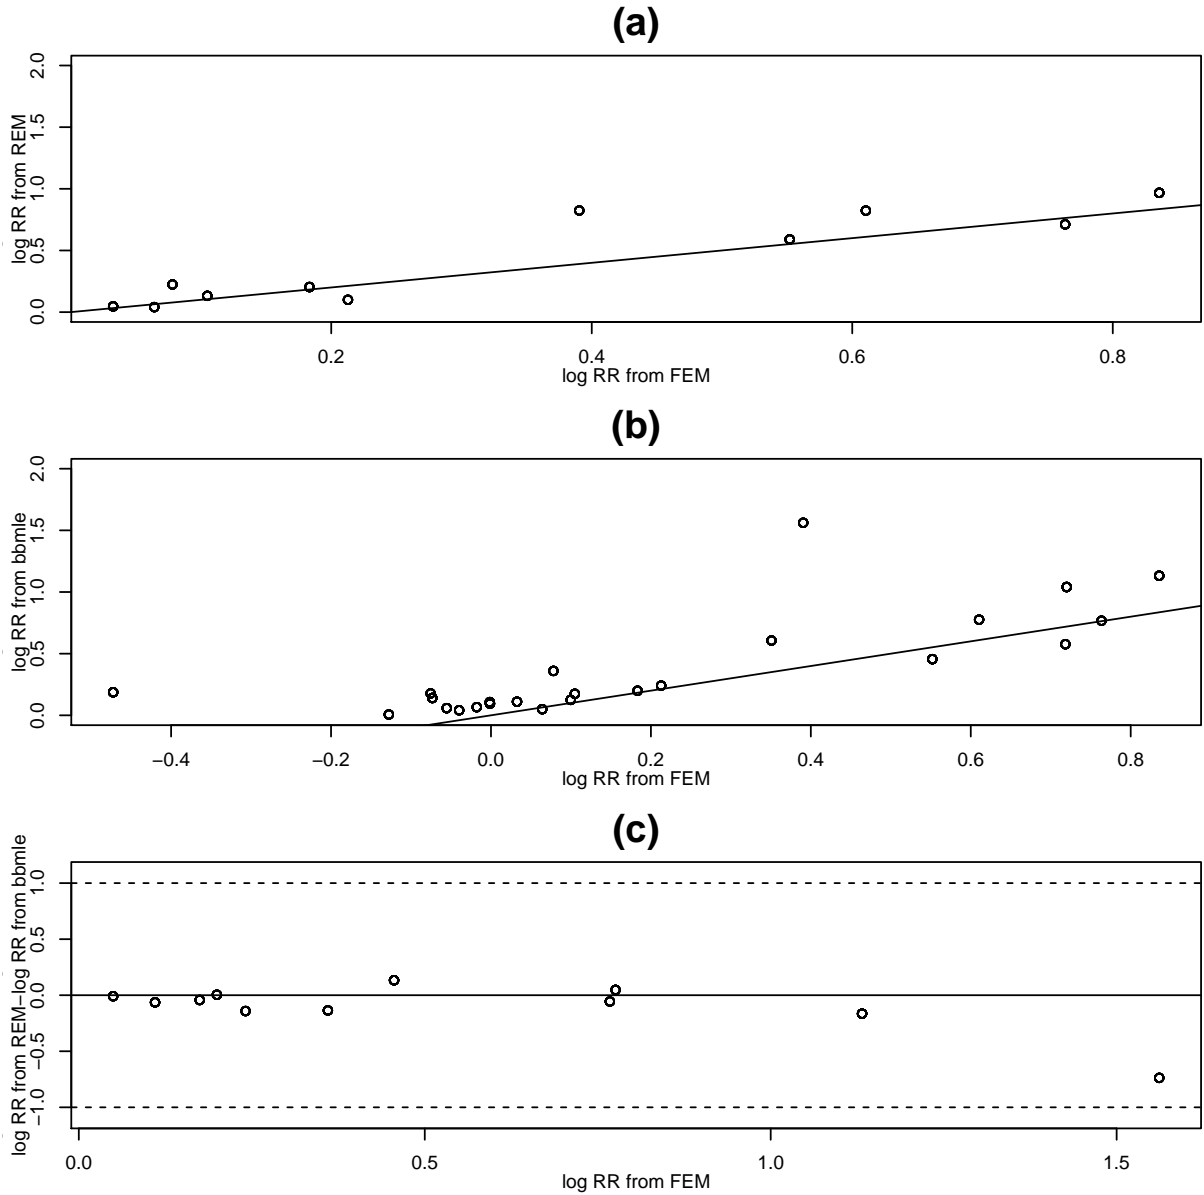 (a)
log RR from REM
2.0
1.5
1.0
0.5
0.0
0.2 0.4 0.6 0.8
log RR from FEM
(b)
log RR from bbmle
2.0
1.5
1.0
0.5
0.0
−0.4 −0.2 0.0 0.2 0.4 0.6 0.8
log RR from FEM
(c)
log RR from REM−log RR from bbmle
1.0
0.5
0.0
−0.5
−1.0
0.0 0.5 1.0 1.5
log RR from FEM